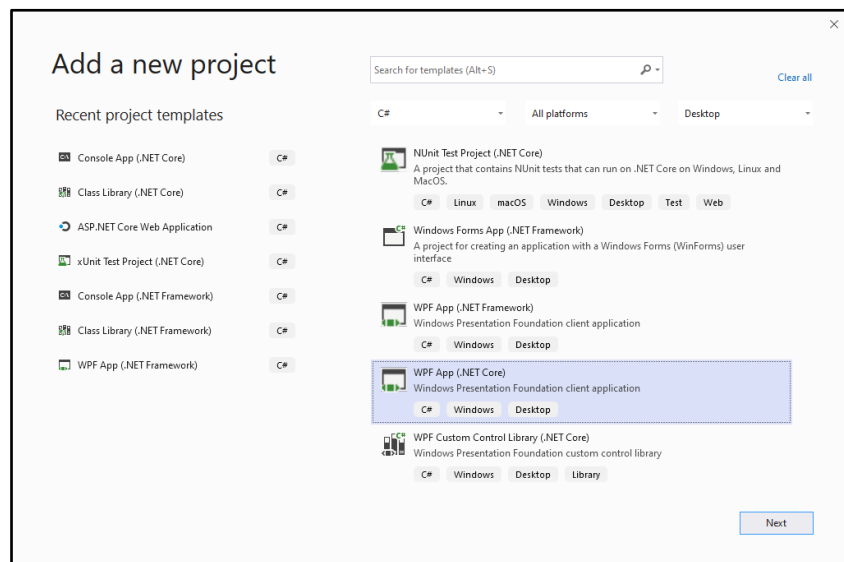 Add a new project
Search for templates (Alt+S)
Clear all
Recent project templates
C#
All platforms
Desktop
Console App (.NET Core)
C#
Class Library (.NET Core)
C#
ASP.NET Core Web Application
C#
xUnit Test Project (.NET Core)
C#
Console App (.NET Framework)
C#
Class Library (.NET Framework)
C#
WPF App (.NET Framework)
C#
NUnit Test Project (.NET Core)
A project that contains NUnit tests that can run on .NET Core on Windows, Linux and
MacOS.
C# Linux macOS Windows Desktop Test Web
Windows Forms App (.NET Framework)
A project for creating an application with a Windows Forms (WinForms) user
interface
C# Windows Desktop
WPF App (.NET Framework)
Windows Presentation Foundation client application
C# Windows Desktop
WPF App (.NET Core)
Windows Presentation Foundation client application
C# Windows Desktop
WPF Custom Control Library (.NET Core)
Windows Presentation Foundation custom control library
C# Windows Desktop Library
Next